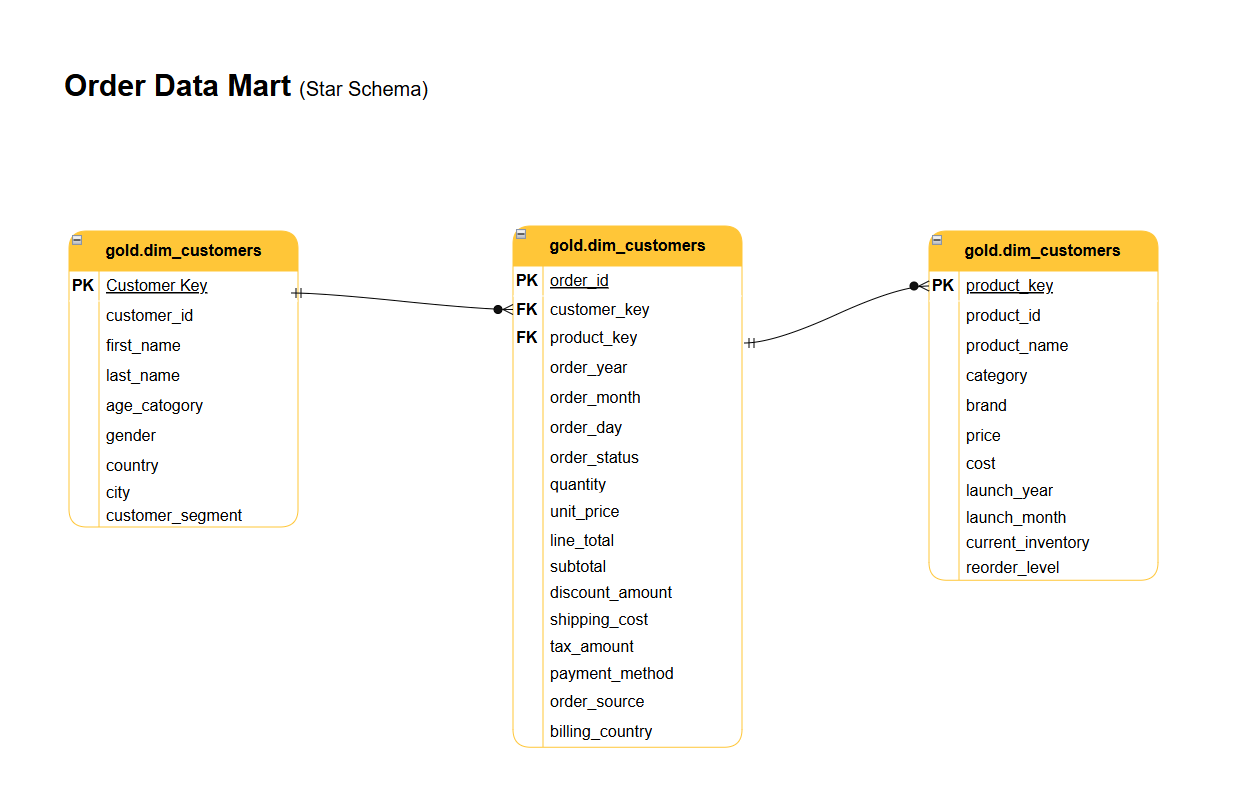 Order Data Mart (Star Schema)
gold.dim_customers
PK Customer Key
customer_id
first_name
last_name
age_catogory
gender
country
city
customer_segment
gold.dim_customers
PK order_id
FK customer_key
FK product_key
order_year
order_month
order_day
order_status
quantity
unit_price
line_total
subtotal
discount_amount
shipping_cost
tax_amount
payment_method
order_source
billing_country
gold.dim_customers
PK product_key
product_id
product_name
category
brand
price
cost
launch_year
launch_month
current_inventory
reorder_level